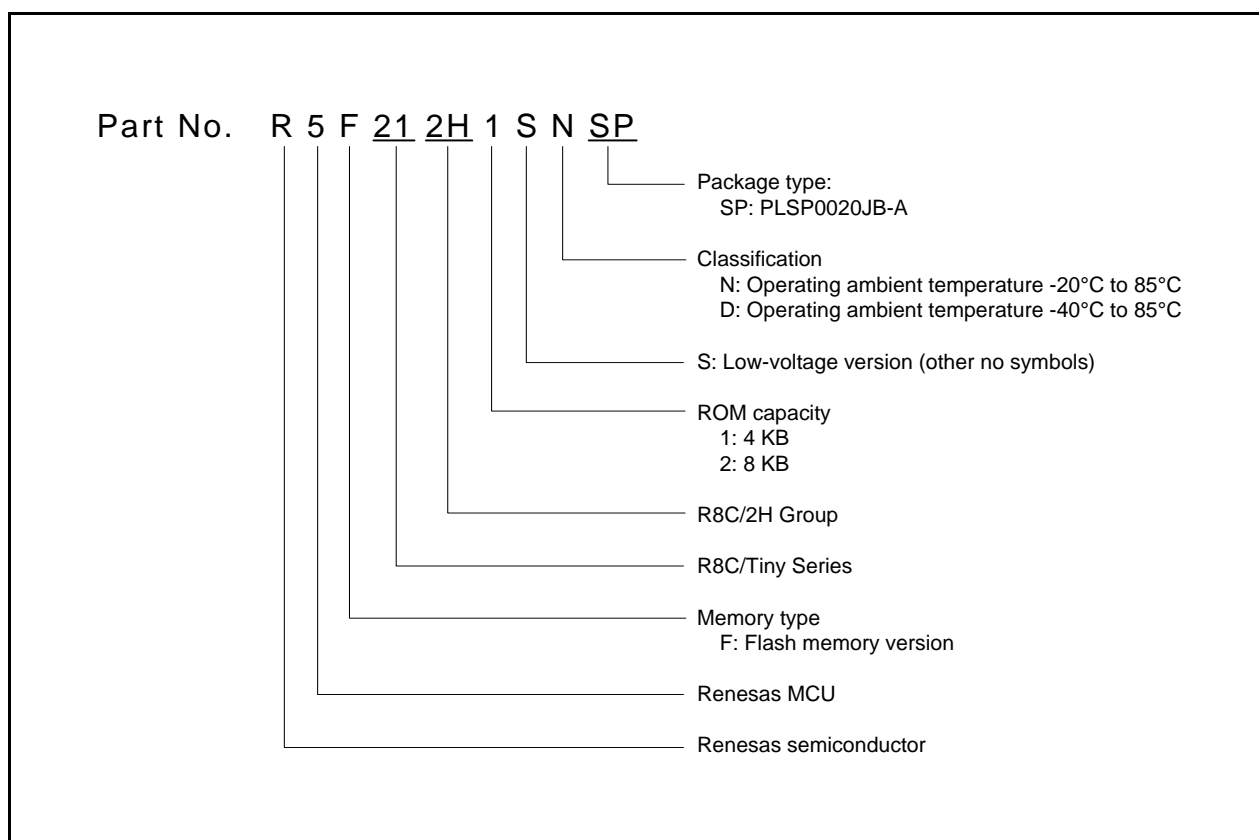 Part No. R 5 F 21 2H 1 S N SP
Package type:
SP: PLSP0020JB-A
Classification
N: Operating ambient temperature -20°C to 85°C
D: Operating ambient temperature -40°C to 85°C
S: Low-voltage version (other no symbols)
ROM capacity
1: 4 KB
2: 8 KB
R8C/2H Group
R8C/Tiny Series
Memory type
F: Flash memory version
Renesas MCU
Renesas semiconductor